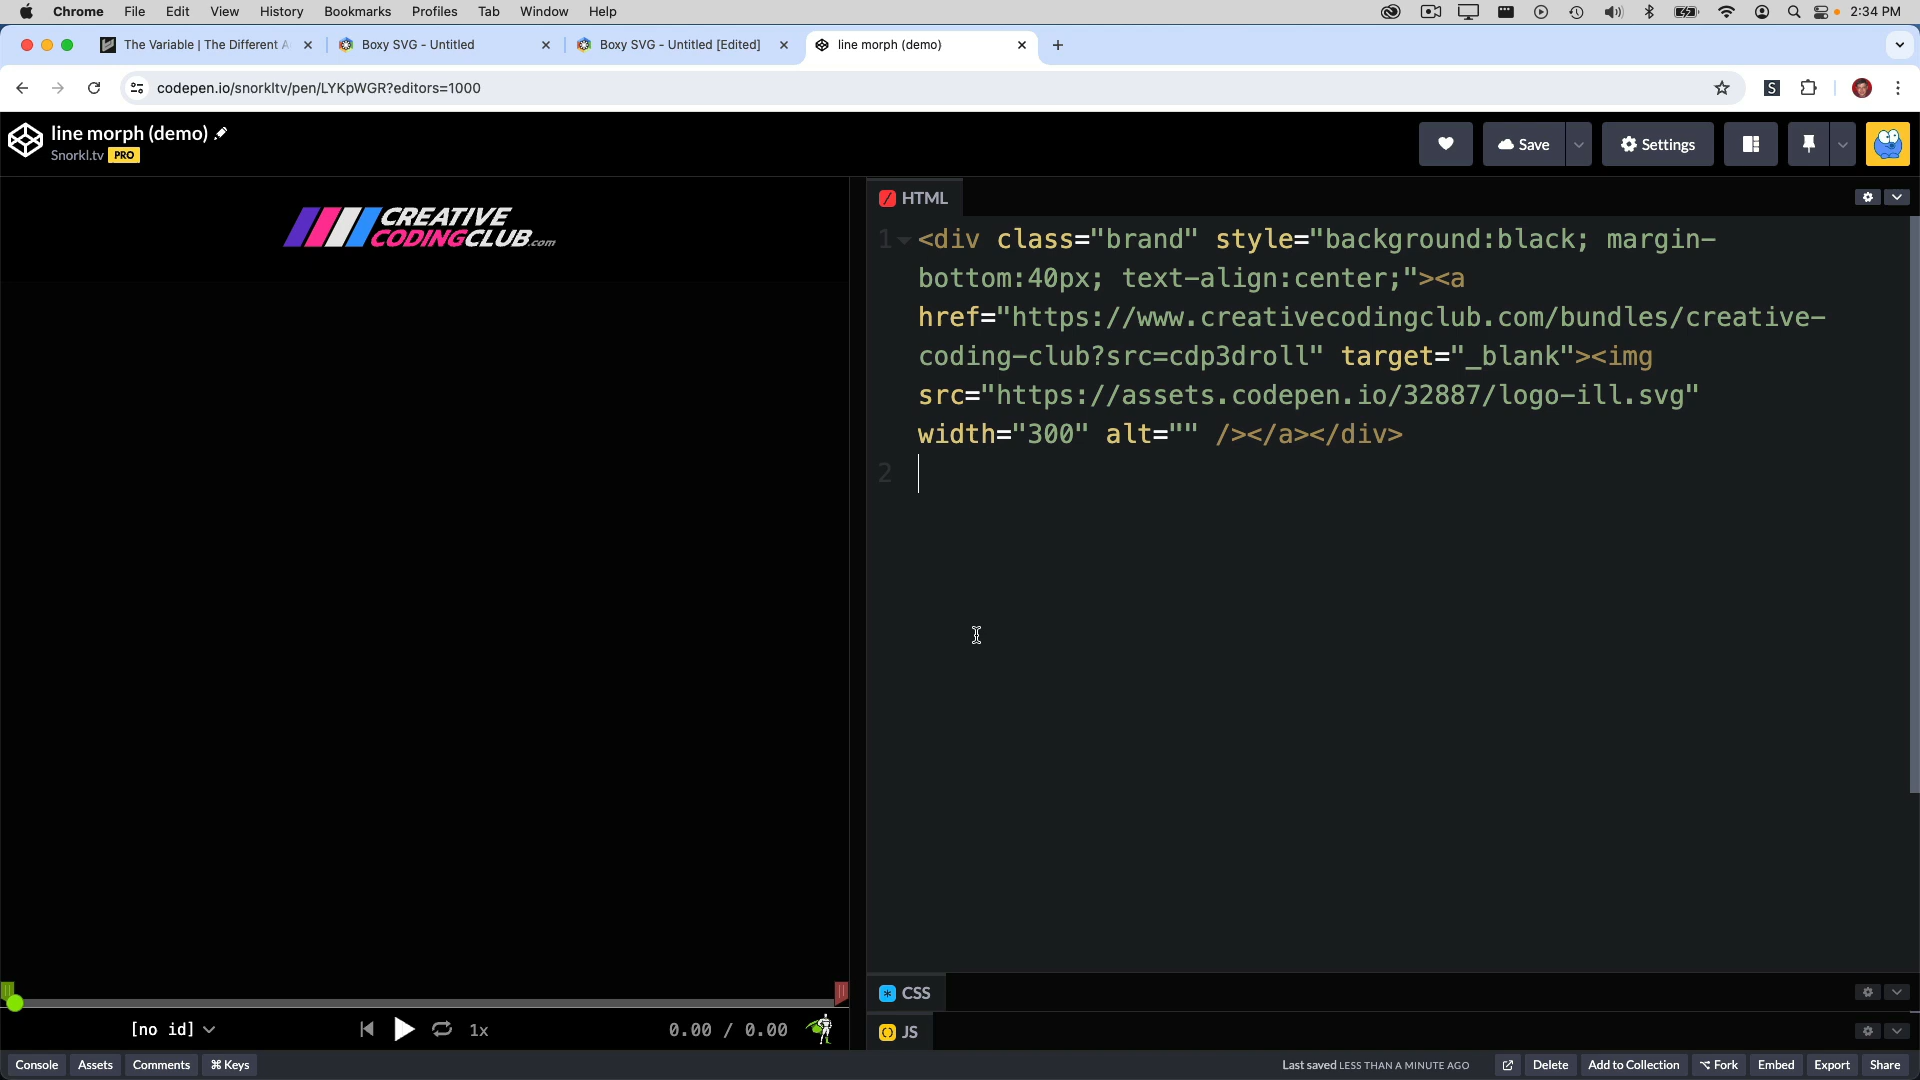 Chrome File Edit View History Bookmarks Profiles Tab Window Help 2:34 PM
The Variable | The Different A Boxy SVG - Untitled Boxy SVG - Untitled [Edited] line morph (demo)
codepen.io/snorkltv/pen/LYKpWGR?editors=1000
line morph (demo)
Snorkl.tv PRO
Save Settings
CREATIVE
CODINGCLUB.com
HTML
1 <div class="brand" style="background:black; margin-
bottom:40px; text-align:center;"><a
href="https://www.creativecodingclub.com/bundles/creative-
coding-club?src=cdp3droll" target="_blank"><img
src="https://assets.codepen.io/32887/logo-ill.svg"
width="300" alt="" /></a></div>
2
CSS
JS
[no id] 1x 0.00 / 0.00
Console Assets Comments ⌘ Keys Last saved LESS THAN A MINUTE AGO Delete Add to Collection Fork Embed Export Share